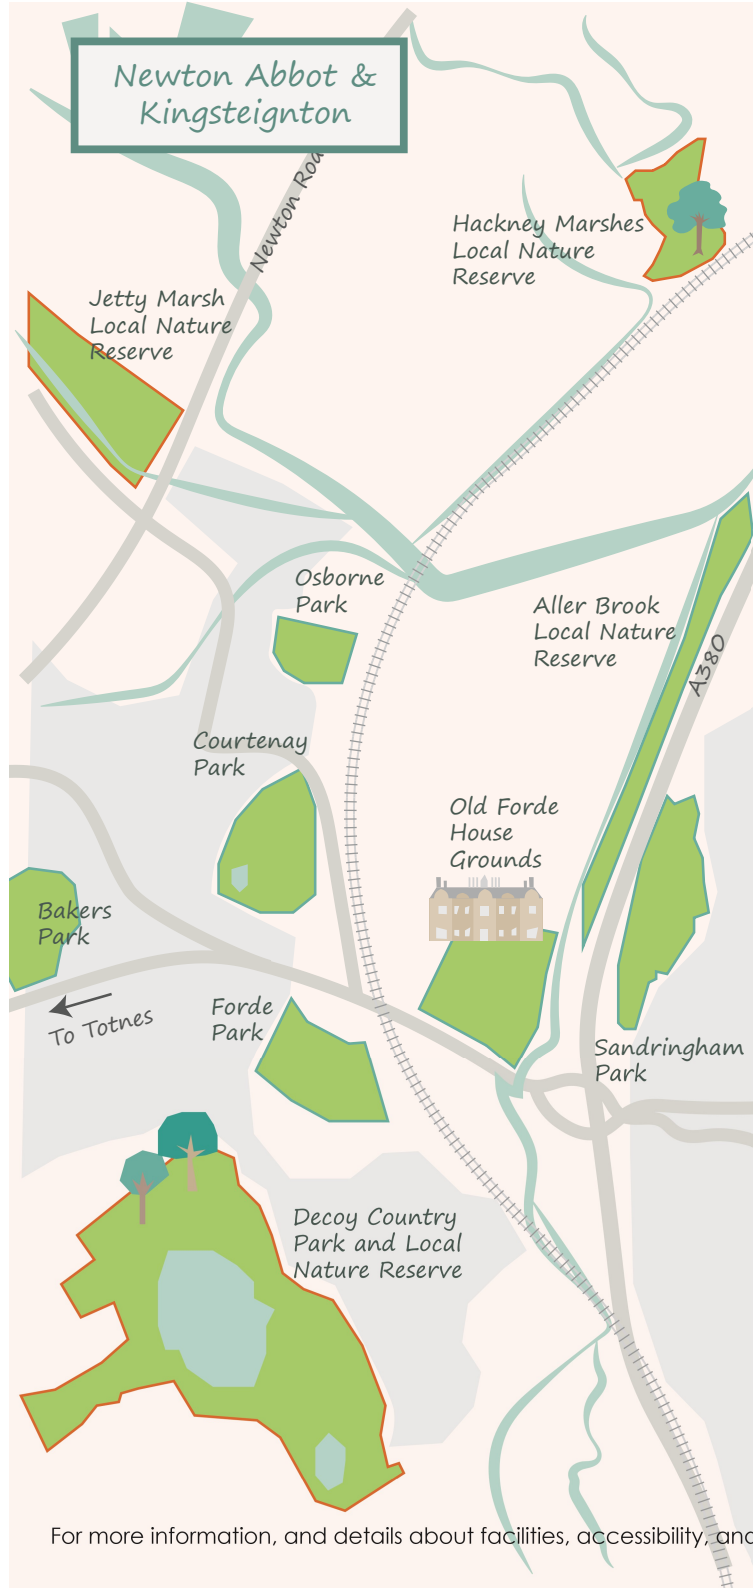 Newton Abbot &
Kingsteignton
Newton
Hackney Marshes
Local Nature
Reserve
Jetty Marsh
Local Nature
Reserve
Osborne
Park
Aller Brook
Local Nature
Reserve
A380
Courtenay
Park
Old Forde
House
Grounds
Bakers
Park
To Totnes
Forde
Park
Sandringham
Park
Decoy Country
Park and Local
Nature Reserve
For more information, and details about facilities, accessibility, and